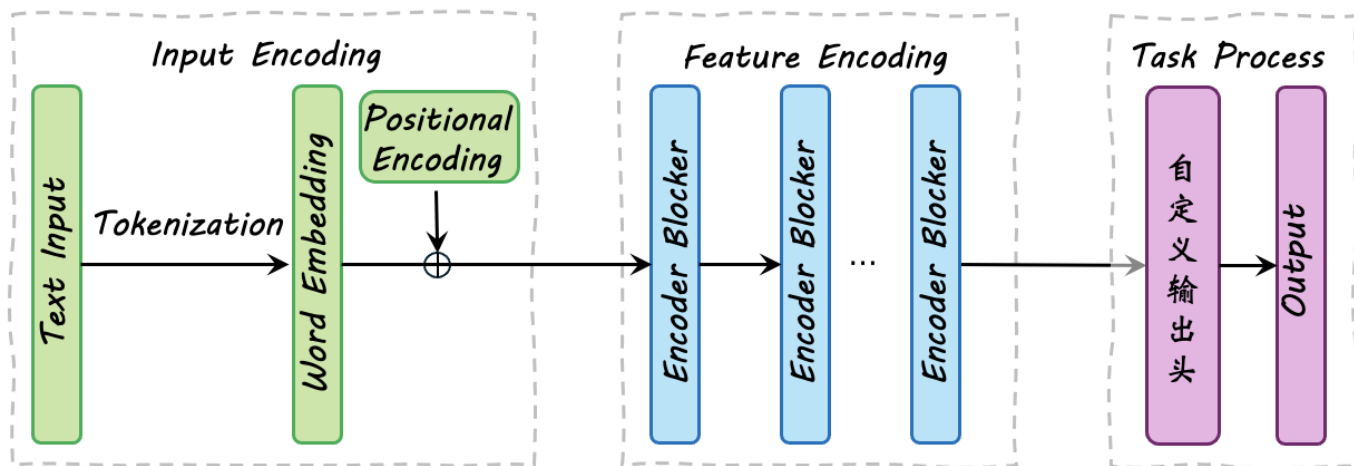 Input Encoding
Text Input
Tokenization
Word Embedding
Positional
Encoding
Feature Encoding
Encoder Blocker
Encoder Blocker
...
Encoder Blocker
Task Process
自定义输出头
Output